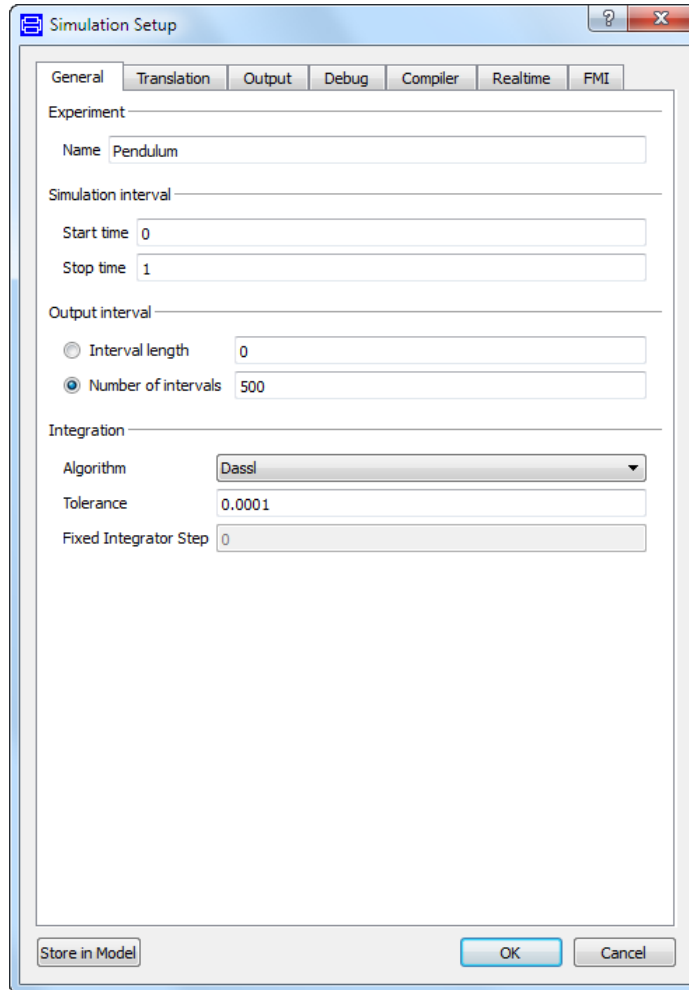 Simulation Setup
?
General Translation Output Debug Compiler Realtime FMI
Experiment
Name Pendulum
Simulation interval
Start time 0
Stop time 1
Output interval
Interval length 0
Number of intervals 500
Integration
Algorithm Dassl
Tolerance 0.0001
Fixed Integrator Step 0
Store in Model OK Cancel